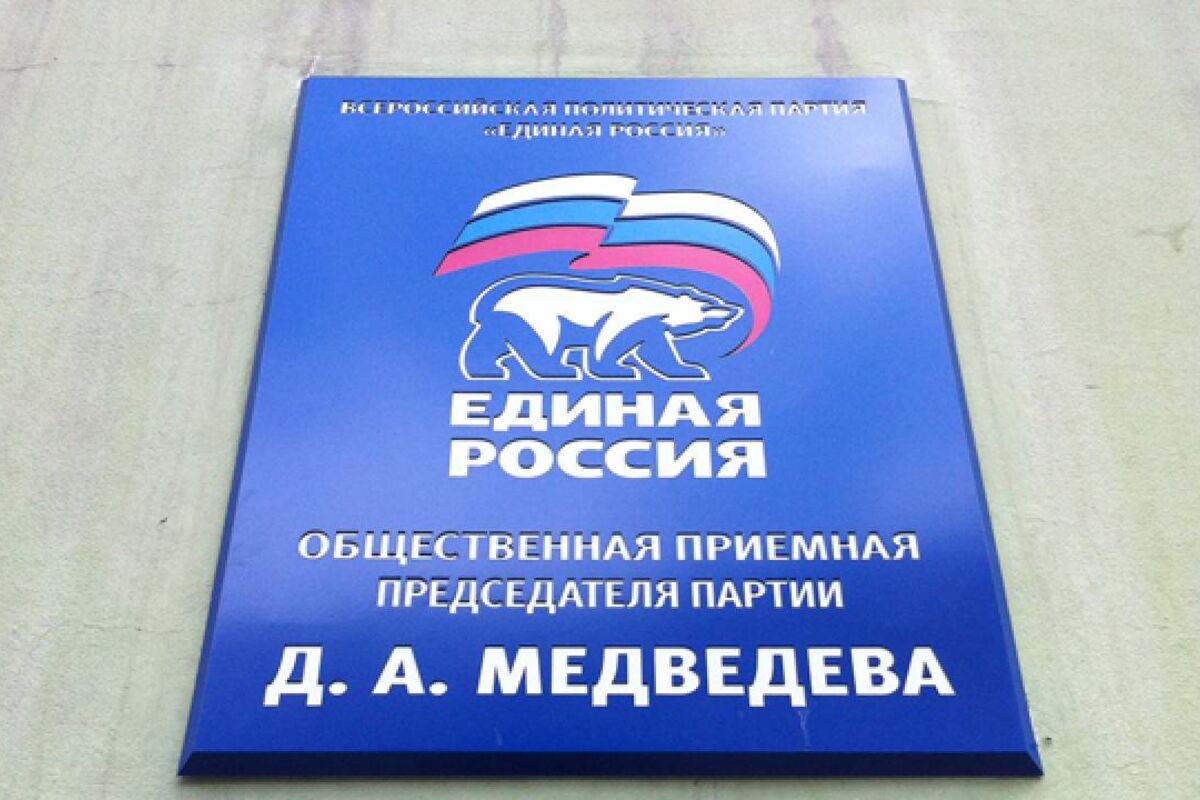 ВСЕРОССИЙСКАЯ ПОЛИТИЧЕСКАЯ ПАРТИЯ
«ЕДИНАЯ РОССИЯ»
ЕДИНАЯ
РОССИЯ
ОБЩЕСТВЕННАЯ ПРИЕМНАЯ
ПРЕДСЕДАТЕЛЯ ПАРТИИ
Д. А. МЕДВЕДЕВА